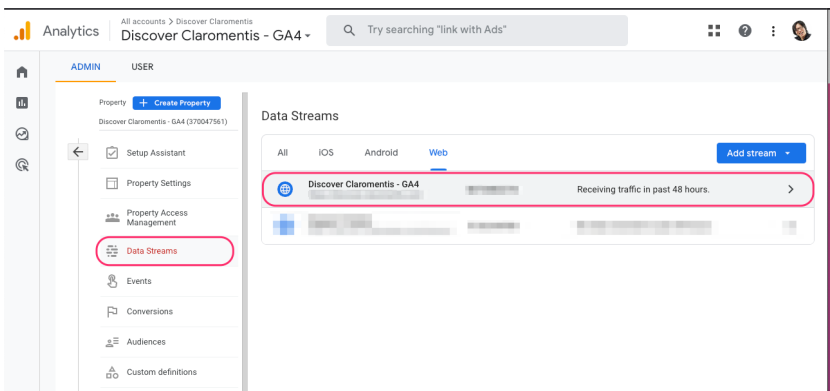 Analytics
All accounts > Discover Claromentis
Discover Claromentis - GA4
Try searching "link with Ads"
ADMIN USER
Property + Create Property
Discover Claromentis - GA4 (370047561)
Setup Assistant
Property Settings
Property Access
Management
Data Streams
Events
Conversions
Audiences
Custom definitions
Data Streams
All iOS Android Web
Add stream
Discover Claromentis - GA4
Receiving traffic in past 48 hours.